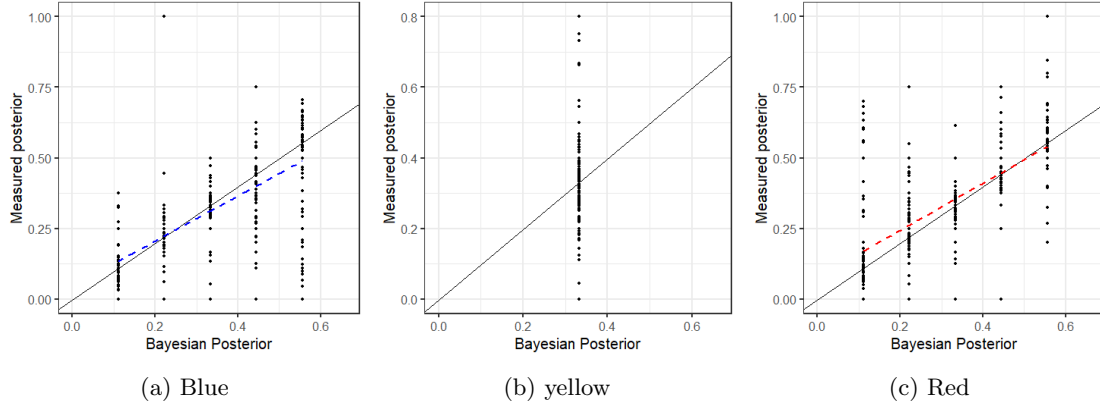 1.00
0.75
0.50
0.25
0.00
Measured posterior
0.0 0.2 0.4 0.6
Bayesian Posterior
(a) Blue
0.8
0.6
0.4
0.2
0.0
Measured posterior
0.0 0.2 0.4 0.6
Bayesian Posterior
(b) yellow
1.00
0.75
0.50
0.25
0.00
Measured posterior
0.0 0.2 0.4 0.6
Bayesian Posterior
(c) Red